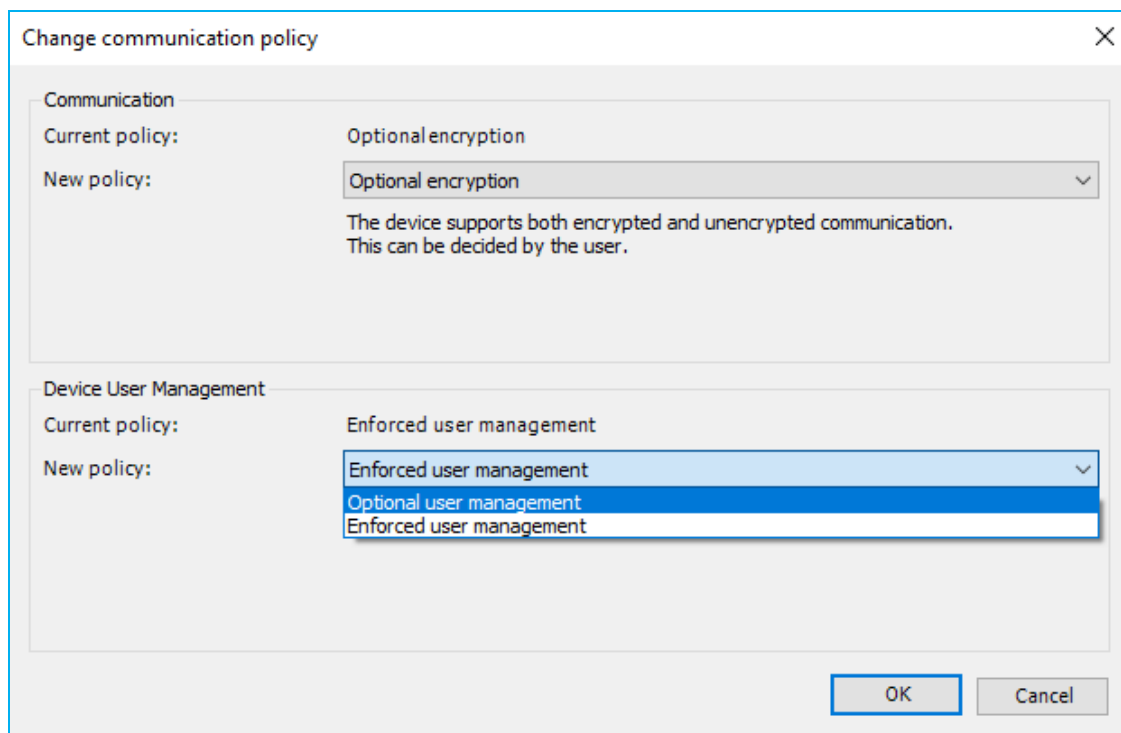 Change communication policy
Communication
Current policy: Optional encryption
New policy: Optional encryption
The device supports both encrypted and unencrypted communication.
This can be decided by the user.
Device User Management
Current policy: Enforced user management
New policy: Enforced user management
Optional user management
Enforced user management
OK Cancel